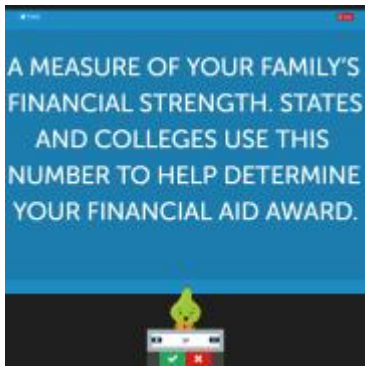 A MEASURE OF YOUR FAMILY'S
FINANCIAL STRENGTH. STATES
AND COLLEGES USE THIS
NUMBER TO HELP DETERMINE
YOUR FINANCIAL AID AWARD.